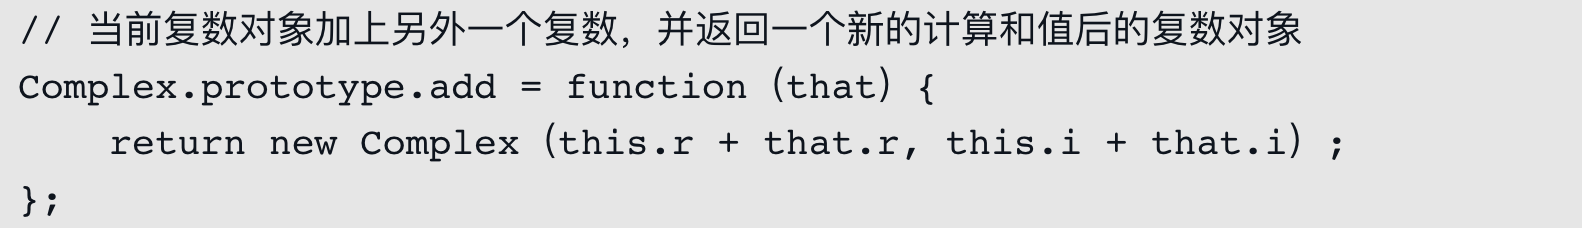 // 当前复数对象加上另外一个复数，并返回一个新的计算和值后的复数对象
Complex.prototype.add = function（that）{
    return new Complex（this.r + that.r, this.i + that.i）;
};